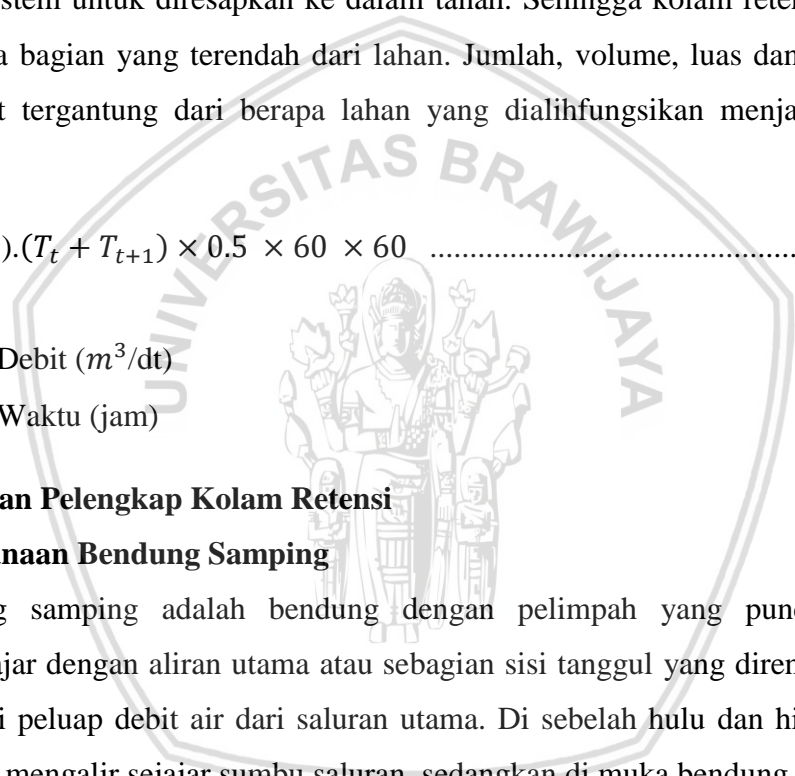 stem untuk diresapkan ke dalam tanah. Sehingga kolam reten
a bagian yang terendah dari lahan. Jumlah, volume, luas dan
t tergantung dari berapa lahan yang dialihfungsikan menja
UNIVERSITAS BRAWIJAYA
).(T_t + T_{t+1}) × 0.5 × 60 × 60 ................................................
Debit (m³/dt)
Waktu (jam)
an Pelengkap Kolam Retensi
naan Bendung Samping
g samping adalah bendung dengan pelimpah yang punc
ajar dengan aliran utama atau sebagian sisi tanggul yang diren
i peluap debit air dari saluran utama. Di sebelah hulu dan hi
mengalir sejajar sumbu saluran, sedangkan di muka bendung